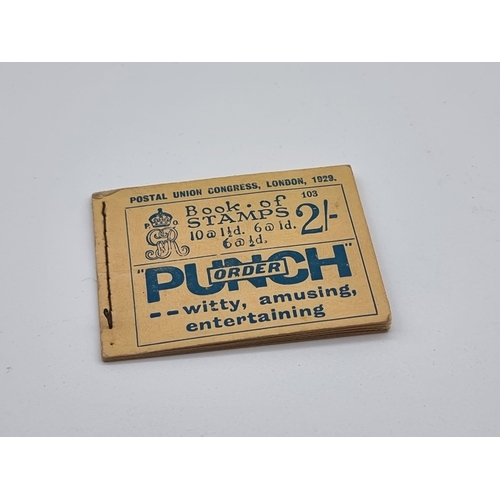 POSTAL UNION CONGRESS, LONDON, 1929.
103
P. O.
GR
Book of
STAMPS 2/-
10@1½d. 6@1d.
6@½d.
"PUNCH"
ORDER
--witty, amusing,
entertaining